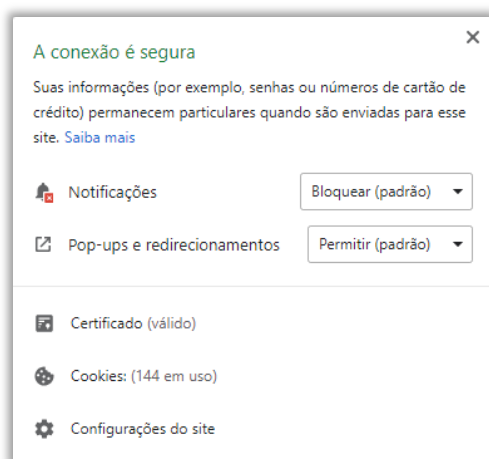 A conexão é segura
Suas informações (por exemplo, senhas ou números de cartão de
crédito) permanecem particulares quando são enviadas para esse
site. Saiba mais
Notificações Bloquear (padrão)
Pop-ups e redirecionamentos Permitir (padrão)
Certificado (válido)
Cookies: (144 em uso)
Configurações do site